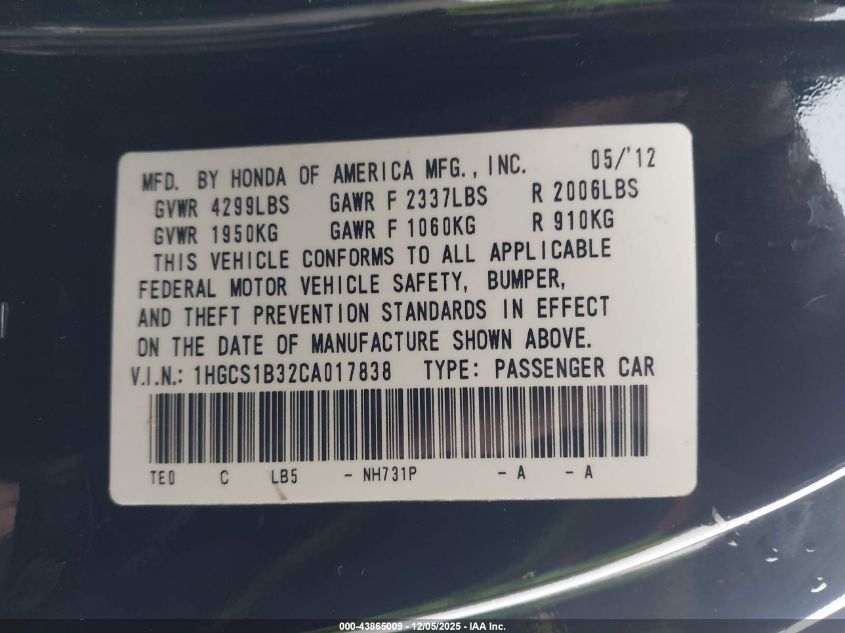 MFD. BY HONDA OF AMERICA MFG., INC. 05/'12
GVWR 4299LBS GAWR F 2337LBS R 2006LBS
GVWR 1950KG GAWR F 1060KG R 910KG
THIS VEHICLE CONFORMS TO ALL APPLICABLE
FEDERAL MOTOR VEHICLE SAFETY, BUMPER,
AND THEFT PREVENTION STANDARDS IN EFFECT
ON THE DATE OF MANUFACTURE SHOWN ABOVE.
V.I.N.: 1HGCS1B32CA017838 TYPE: PASSENGER CAR
TE0 C LB5 - NH731P - A - A
000-43865009 - 12/05/2025 - IAA Inc.